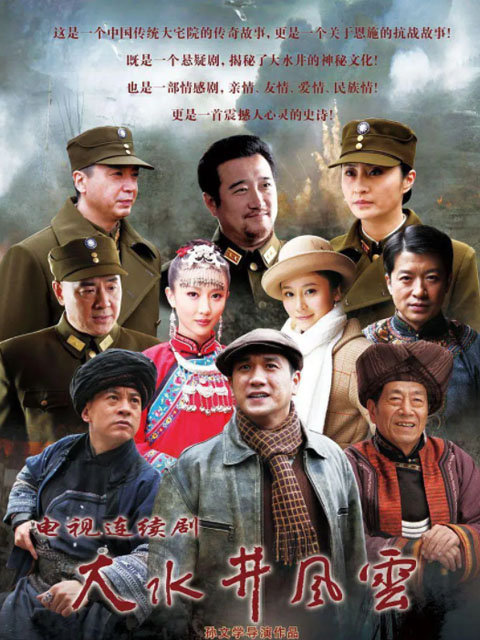 这是一个中国传统大宅院的传奇故事，更是一个关于恩施的抗战故事！
既是一个悬疑剧，揭秘了大水井的神秘文化！
也是一部情感剧，亲情、友情、爱情、民族情！
更是一首震撼人心灵的史诗！
电视连续剧
大水井风雲
孙文学导演作品